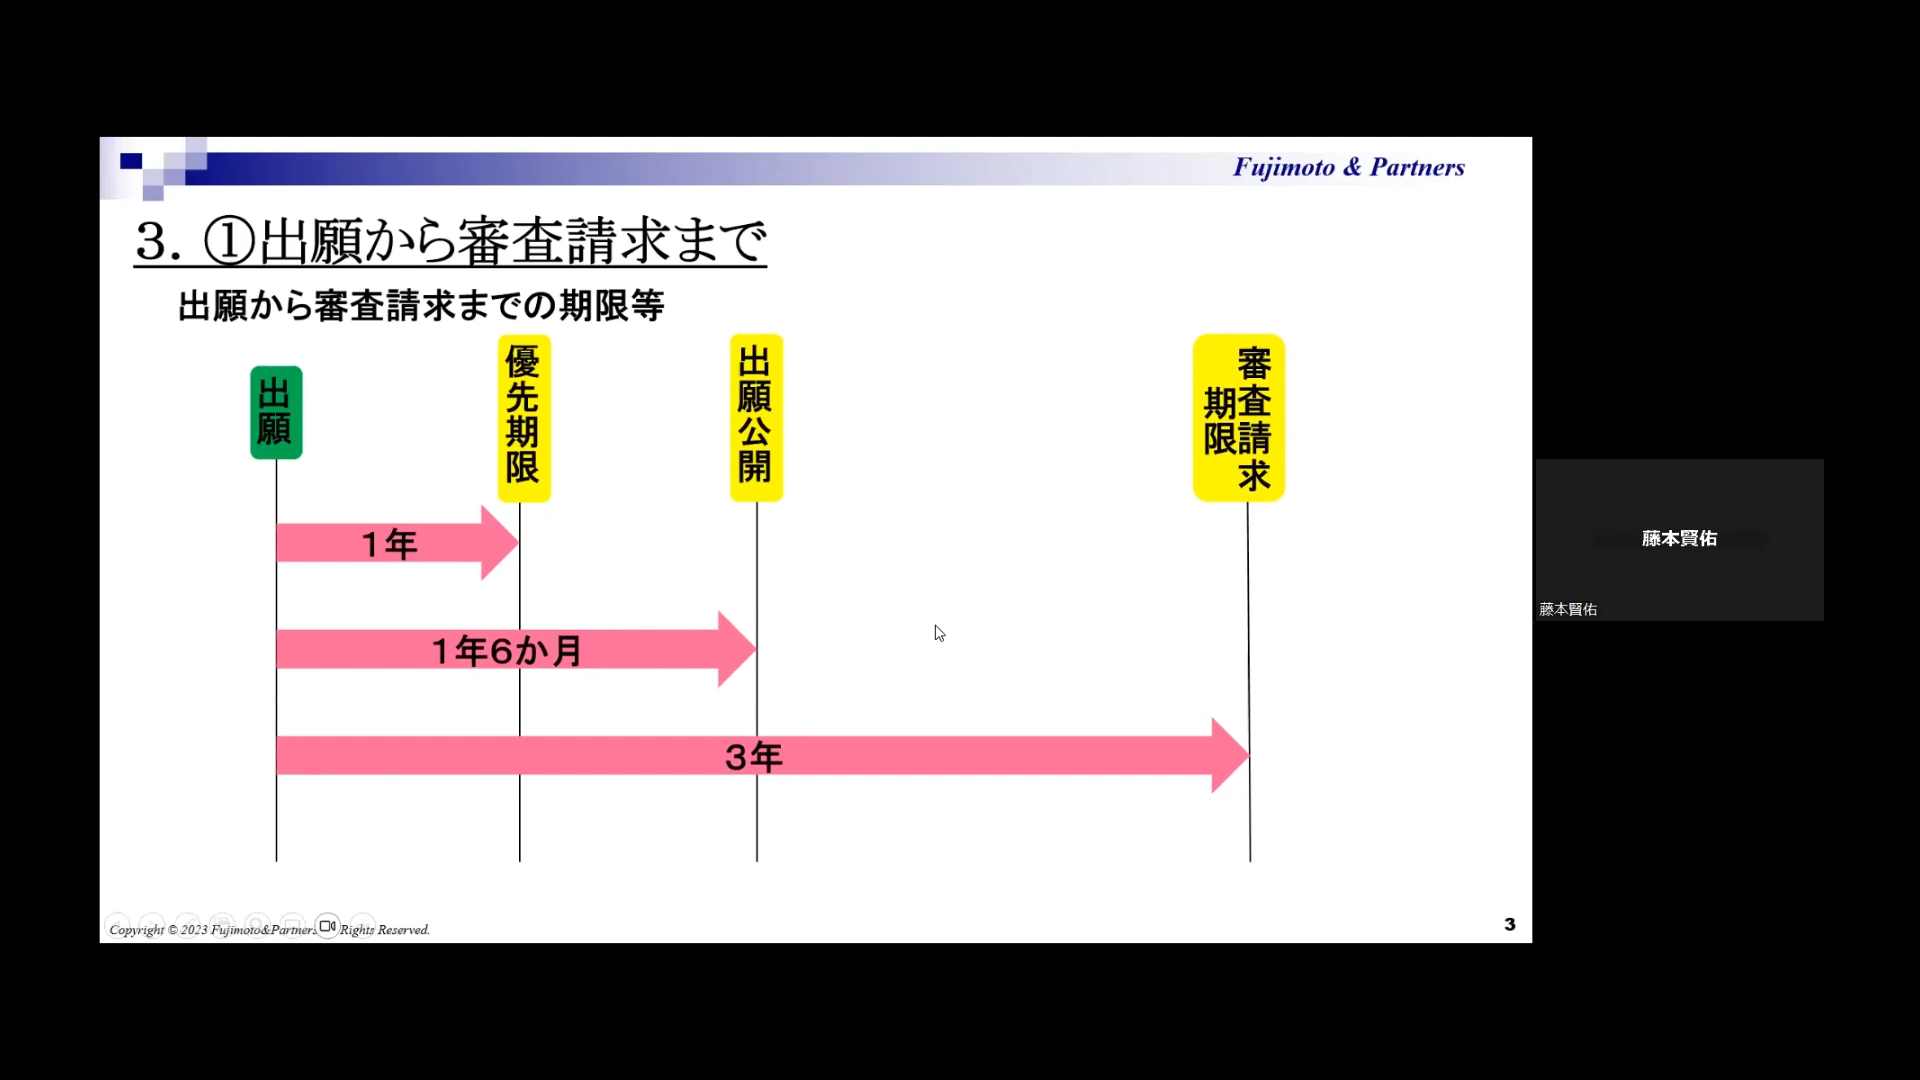 Fujimoto & Partners
３．①出願から審査請求まで
出願から審査請求までの期限等
出願
優先期限
出願公開
審査請求
期限
１年
１年６か月
３年
藤本賢佑
藤本賢佑
Copyright © 2023 Fujimoto&Partners
Rights Reserved.
3